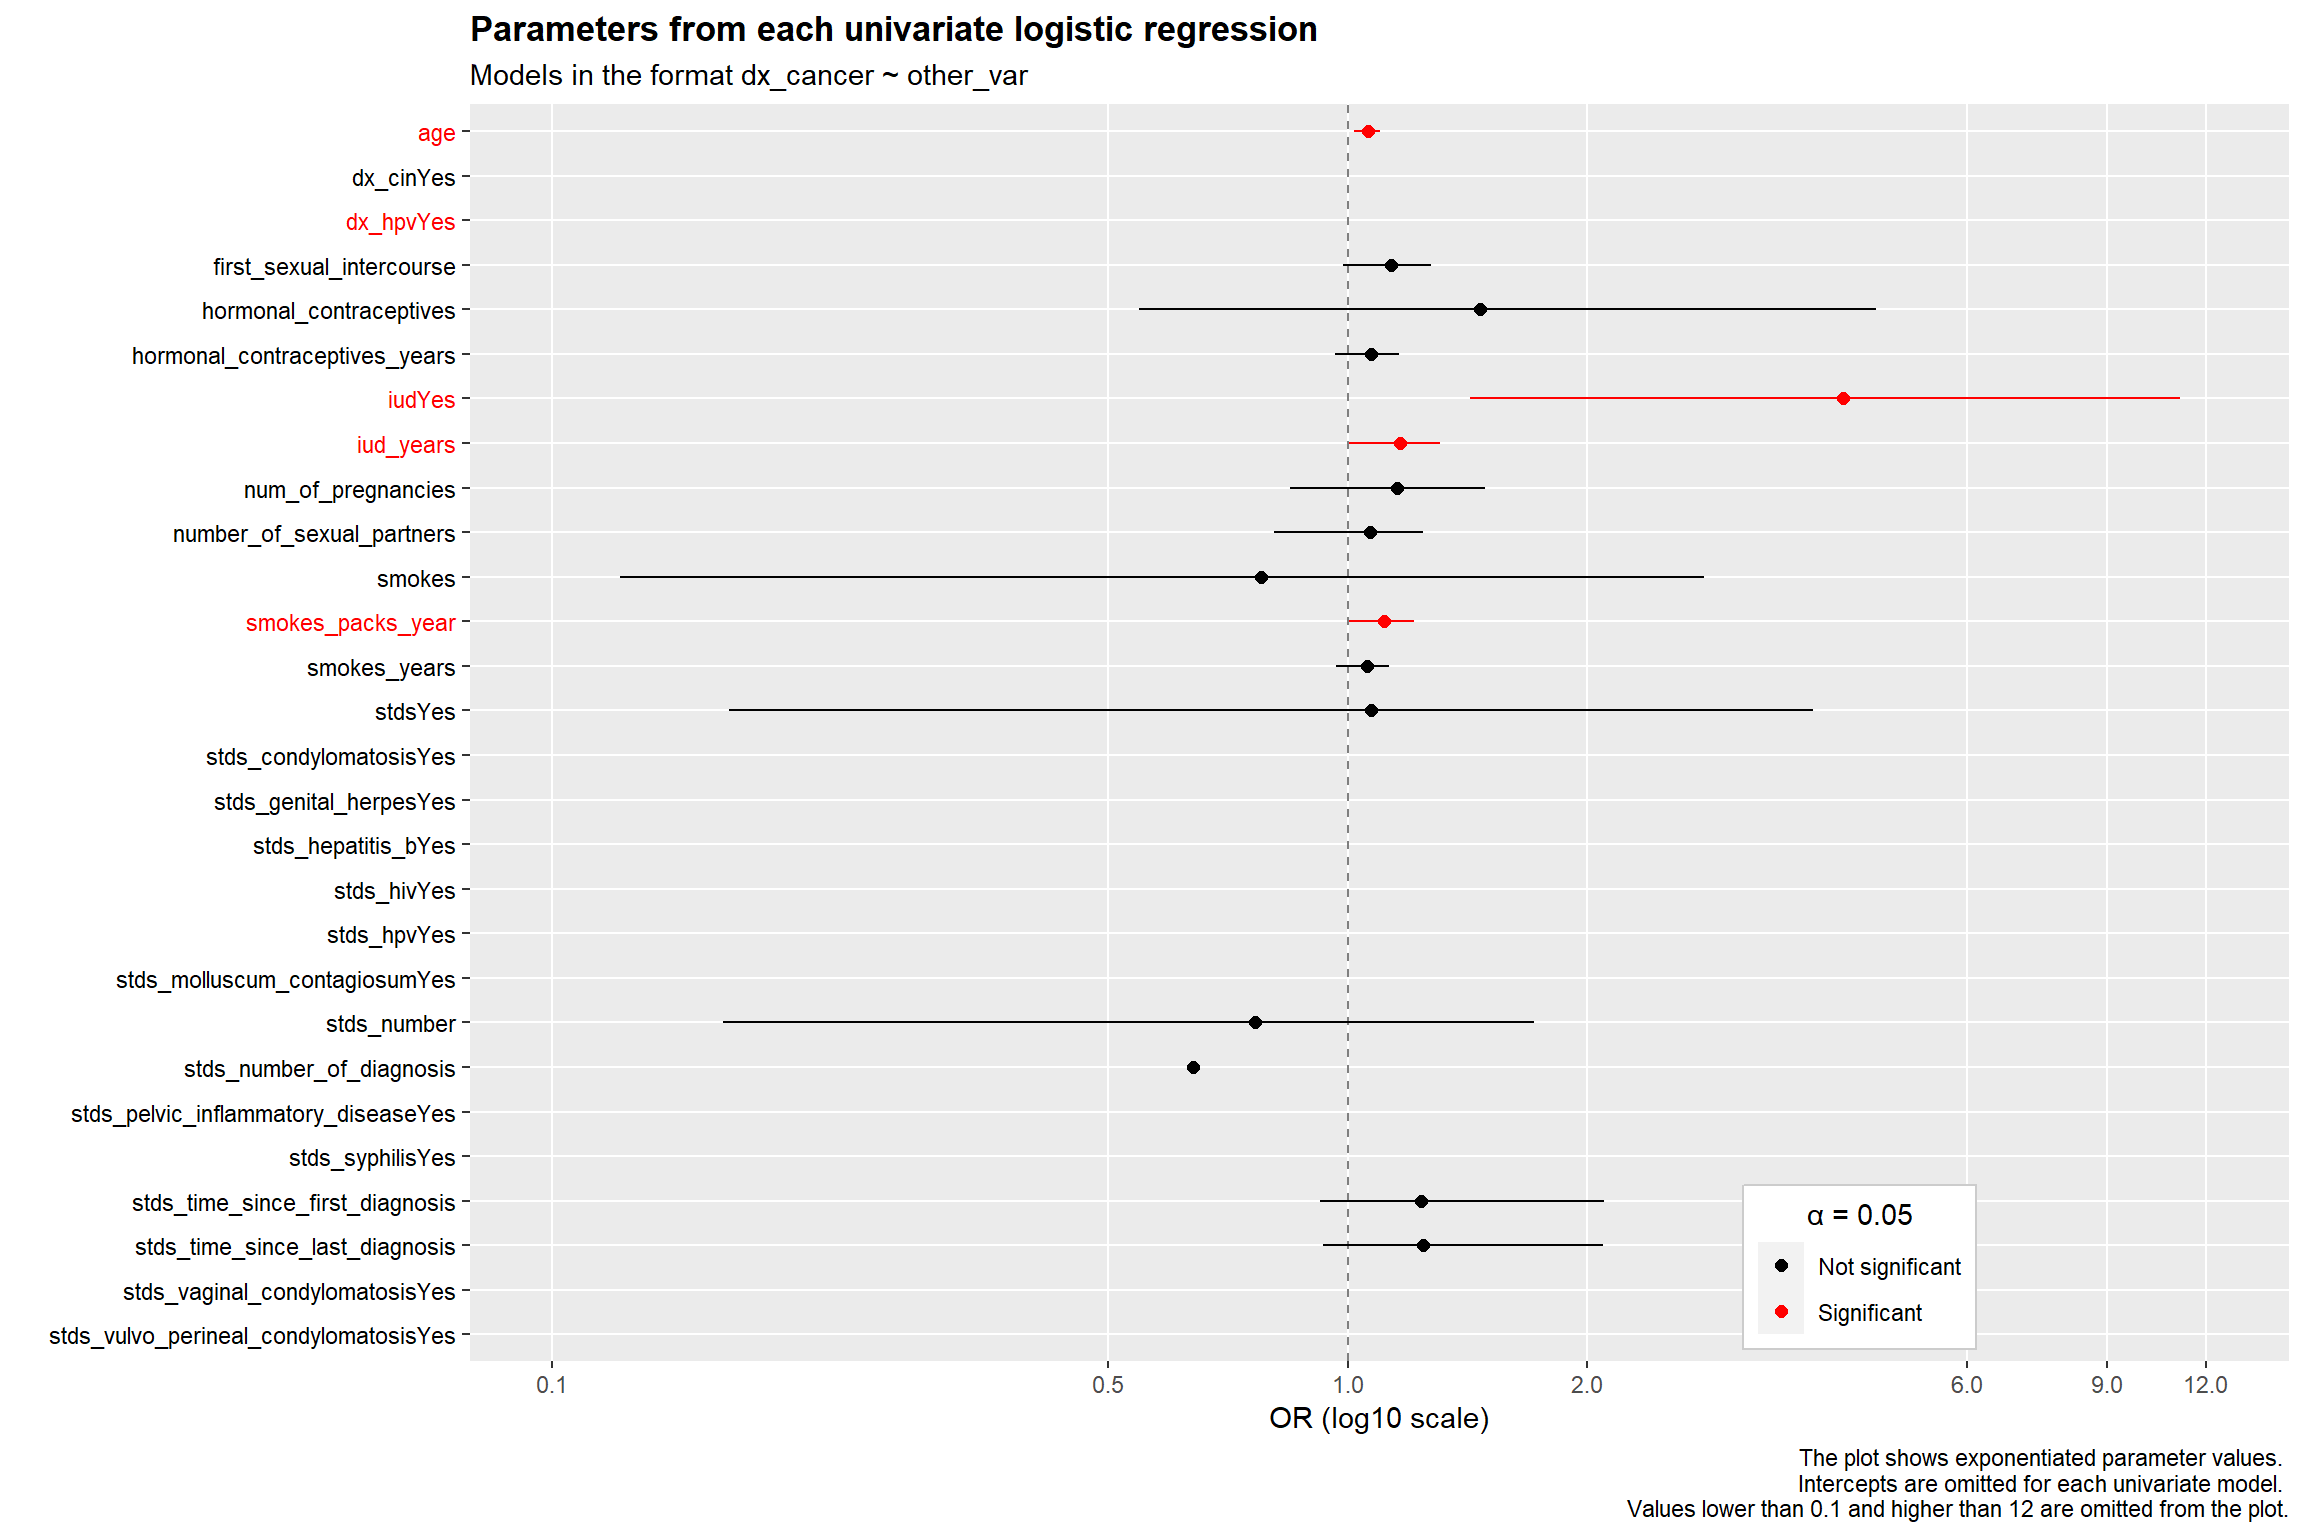 Parameters from each univariate logistic regression
Models in the format dx_cancer ~ other_var
age
dx_cinYes
dx_hpvYes
first_sexual_intercourse
hormonal_contraceptives
hormonal_contraceptives_years
iudYes
iud_years
num_of_pregnancies
number_of_sexual_partners
smokes
smokes_packs_year
smokes_years
stdsYes
stds_condylomatosisYes
stds_genital_herpesYes
stds_hepatitis_bYes
stds_hivYes
stds_hpvYes
stds_molluscum_contagiosumYes
stds_number
stds_number_of_diagnosis
stds_pelvic_inflammatory_diseaseYes
stds_syphilisYes
stds_time_since_first_diagnosis
stds_time_since_last_diagnosis
stds_vaginal_condylomatosisYes
stds_vulvo_perineal_condylomatosisYes
α = 0.05
Not significant
Significant
0.1 0.5 1.0 2.0 6.0 9.0 12.0
OR (log10 scale)
The plot shows exponentiated parameter values.
Intercepts are omitted for each univariate model.
Values lower than 0.1 and higher than 12 are omitted from the plot.